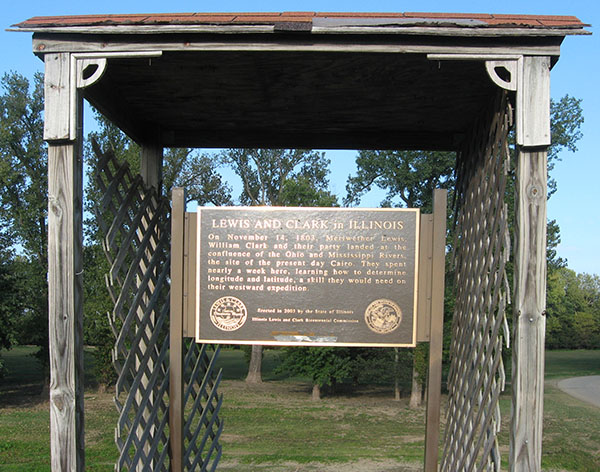 LEWIS AND CLARK in ILLINOIS
On November 14, 1803, Meriwether Lewis,
William Clark and their party landed at the
confluence of the Ohio and Mississippi Rivers,
the site of the present day Cairo. They spent
nearly a week here, learning how to determine
longitude and latitude, a skill they would need on
their westward expedition.
Erected in 2003 by the State of Illinois
Illinois Lewis and Clark Bicentennial Commission